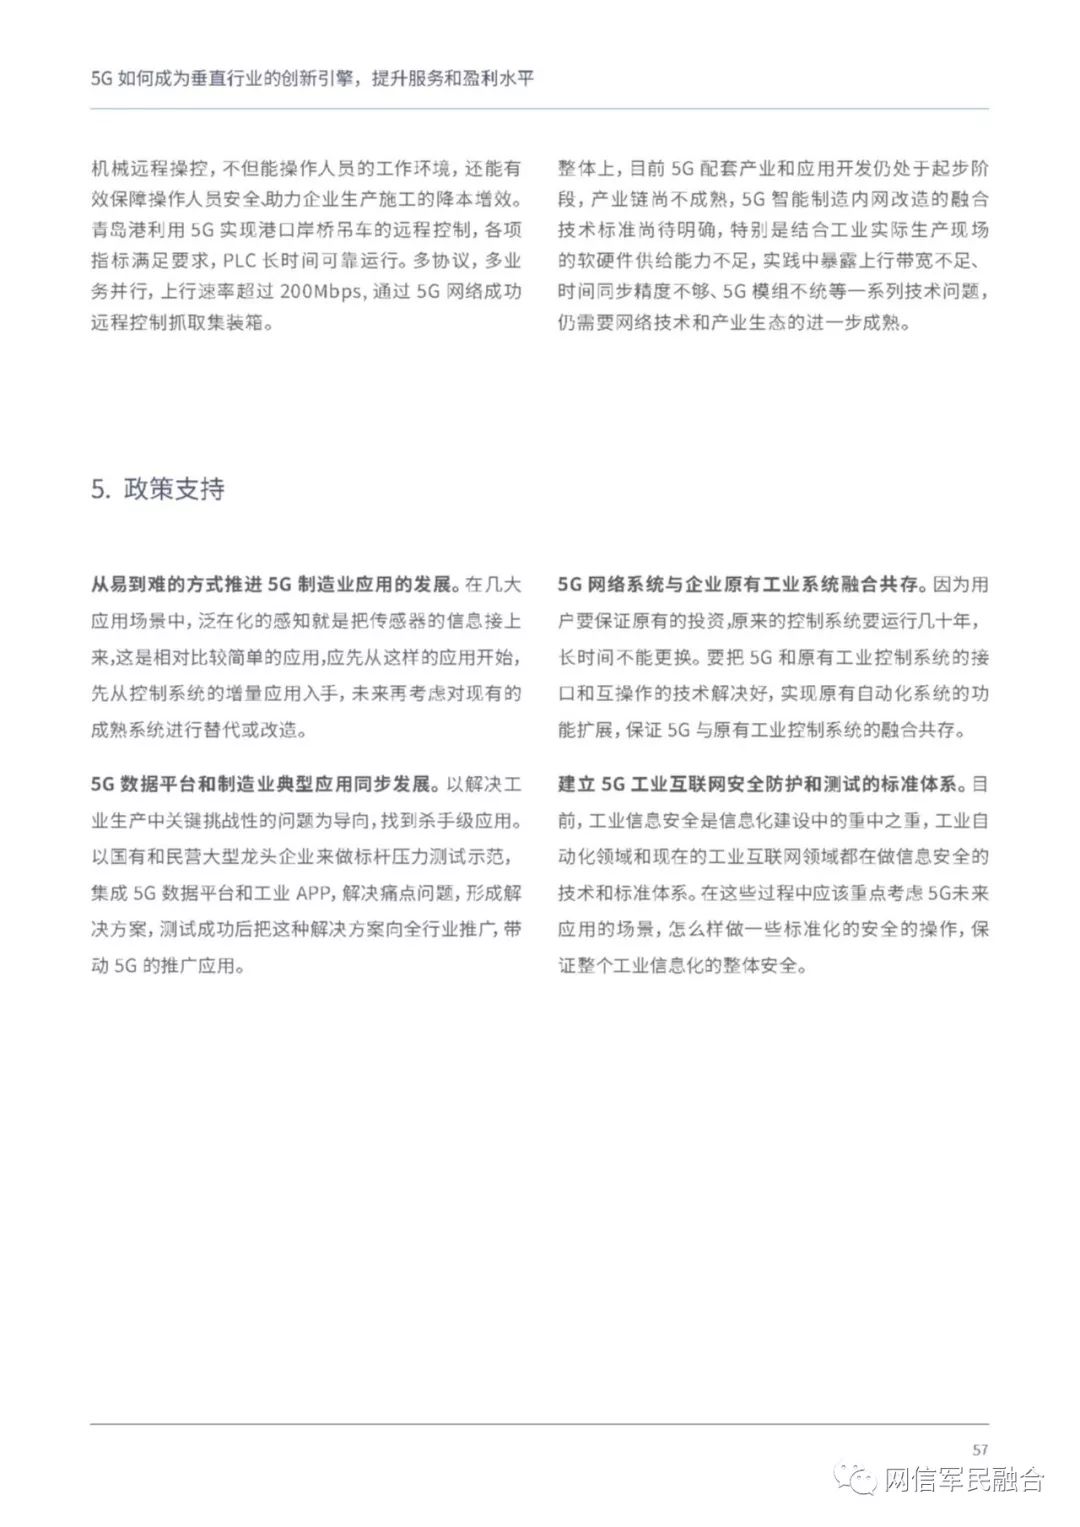 5G 如何成为垂直行业的创新引擎，提升服务和盈利水平
机械远程操控，不但能操作人员的工作环境，还能有
效保障操作人员安全、助力企业生产施工的降本增效。
青岛港利用 5G 实现港口岸桥吊车的远程控制，各项
指标满足要求，PLC 长时间可靠运行。多协议，多业
务并行，上行速率超过 200Mbps, 通过 5G 网络成功
远程控制抓取集装箱。
整体上，目前 5G 配套产业和应用开发仍处于起步阶
段，产业链尚不成熟，5G 智能制造内网改造的融合
技术标准尚待明确，特别是结合工业实际生产现场
的软硬件供给能力不足，实践中暴露上行带宽不足、
时间同步精度不够、5G 模组不统等一系列技术问题，
仍需要网络技术和产业生态的进一步成熟。
5. 政策支持
从易到难的方式推进 5G 制造业应用的发展。在几大
应用场景中，泛在化的感知就是把传感器的信息接上
来，这是相对比较简单的应用，应先从这样的应用开始，
先从控制系统的增量应用入手，未来再考虑对现有的
成熟系统进行替代或改造。
5G 数据平台和制造业典型应用同步发展。以解决工
业生产中关键挑战性的问题为导向，找到杀手级应用。
以国有和民营大型龙头企业来做标杆压力测试示范，
集成 5G 数据平台和工业 APP，解决痛点问题，形成解
决方案，测试成功后把这种解决方案向全行业推广，带
动 5G 的推广应用。
5G 网络系统与企业原有工业系统融合共存。因为用
户要保证原有的投资，原来的控制系统要运行几十年，
长时间不能更换。要把 5G 和原有工业控制系统的接
口和互操作的技术解决好，实现原有自动化系统的功
能扩展，保证 5G 与原有工业控制系统的融合共存。
建立 5G 工业互联网安全防护和测试的标准体系。目
前，工业信息安全是信息化建设中的重中之重，工业自
动化领域和现在的工业互联网领域都在做信息安全的
技术和标准体系。在这些过程中应该重点考虑 5G未来
应用的场景，怎么样做一些标准化的安全的操作，保
证整个工业信息化的整体安全。
57
网信军民融合